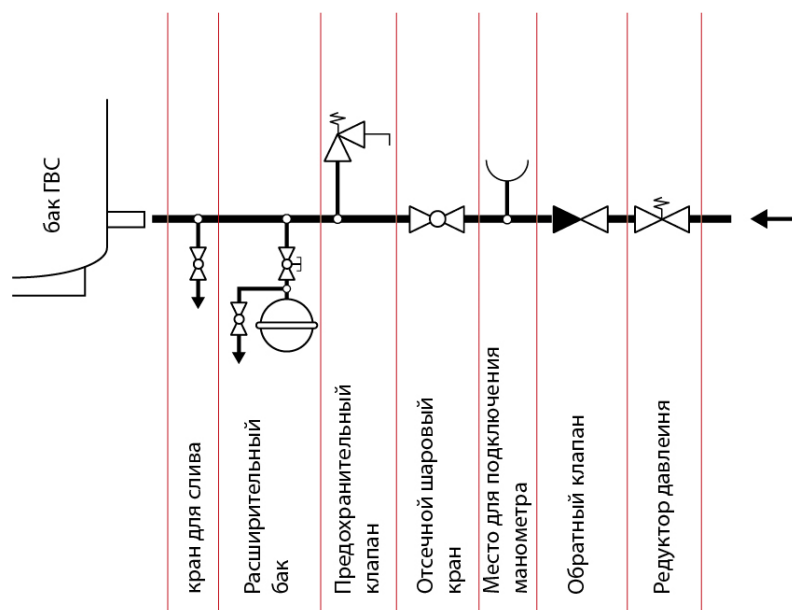 бак ГВС
кран для слива
Расширительный
бак
Предохранительный
клапан
Отсечной шаровый
кран
Место для подключения
манометра
Обратный клапан
Редуктор давлеиня